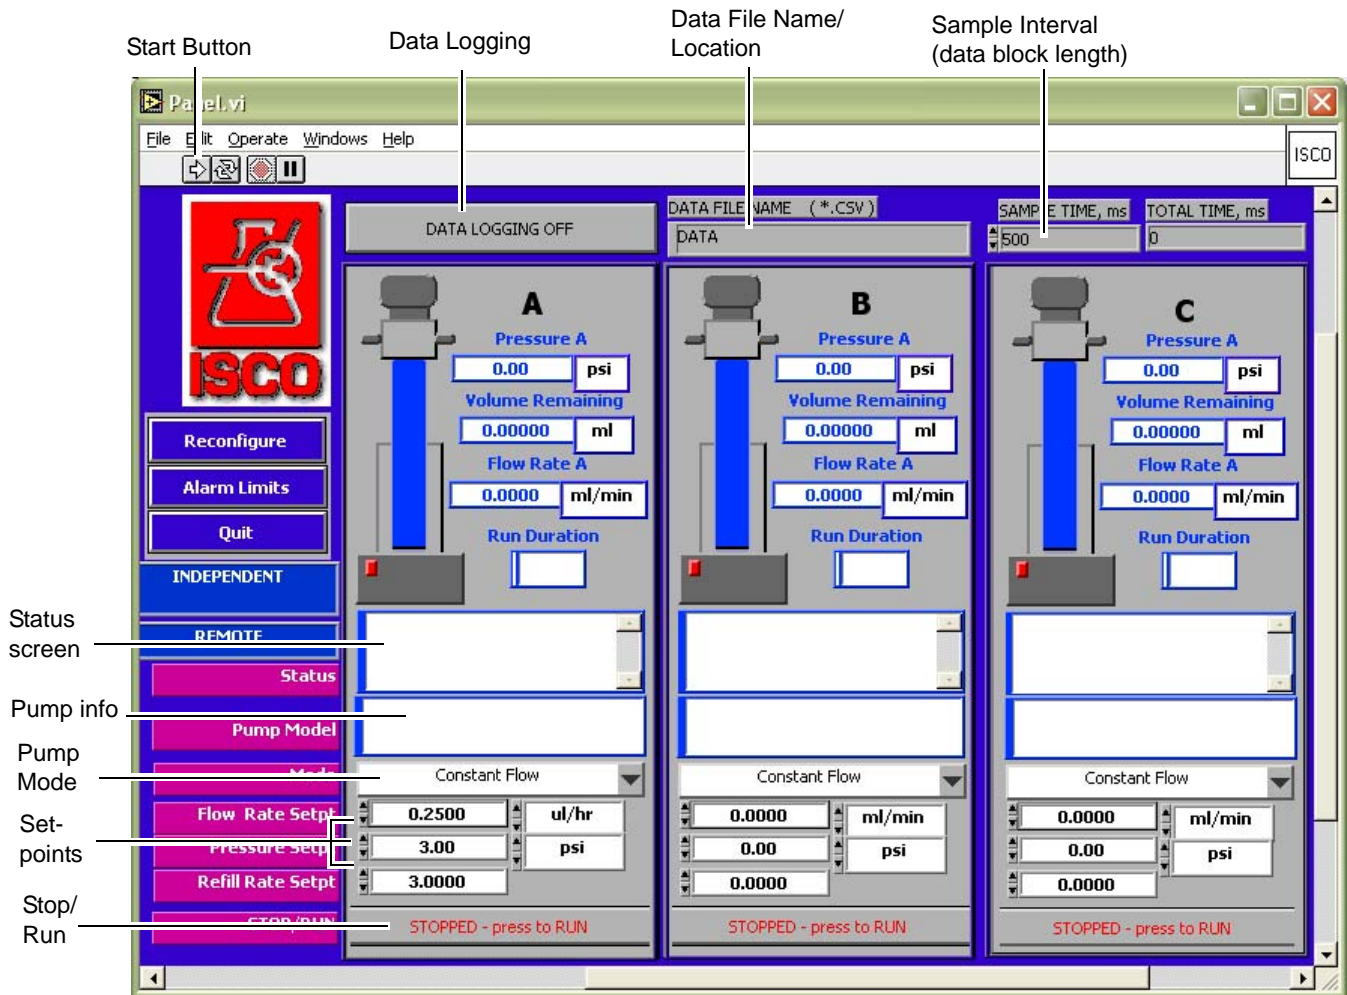 Data File Name/
Location
Sample Interval
(data block length)
Start Button
Data Logging
Panel.vi
File Edit Operate Windows Help
ISCO
DATA LOGGING OFF
DATA FILE NAME (*.CSV)
DATA
SAMPLE TIME, ms
TOTAL TIME, ms
500
0
ISCO
Reconfigure
Alarm Limits
Quit
INDEPENDENT
REMOTE
Status
Pump Model
Mode
Flow Rate Setpt
Pressure Setpt
Refill Rate Setpt
STOP/RUN
Status
screen
Pump info
Pump
Mode
Set-
points
Stop/
Run
A
Pressure A
0.00 psi
Volume Remaining
0.00000 ml
Flow Rate A
0.0000 ml/min
Run Duration
Constant Flow
0.2500 ul/hr
3.00 psi
3.0000
STOPPED - press to RUN
B
Pressure A
0.00 psi
Volume Remaining
0.00000 ml
Flow Rate A
0.0000 ml/min
Run Duration
Constant Flow
0.0000 ml/min
0.00 psi
0.0000
STOPPED - press to RUN
C
Pressure A
0.00 psi
Volume Remaining
0.00000 ml
Flow Rate A
0.0000 ml/min
Run Duration
Constant Flow
0.0000 ml/min
0.00 psi
0.0000
STOPPED - press to RUN